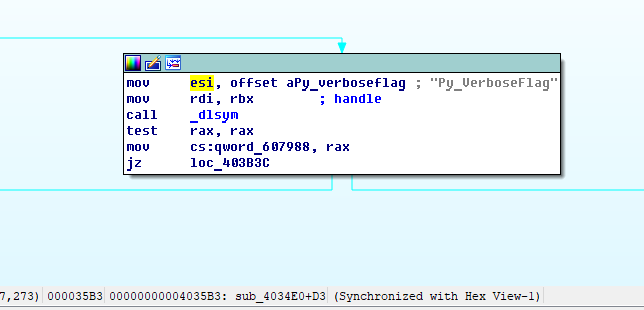 mov esi, offset aPy_verboseflag ; "Py_VerboseFlag"
mov rdi, rbx ; handle
call _dlsym
test rax, rax
mov cs:qword_607988, rax
jz loc_403B3C
7,273) 000035B3 00000000004035B3: sub_4034E0+D3 (Synchronized with Hex View-1)